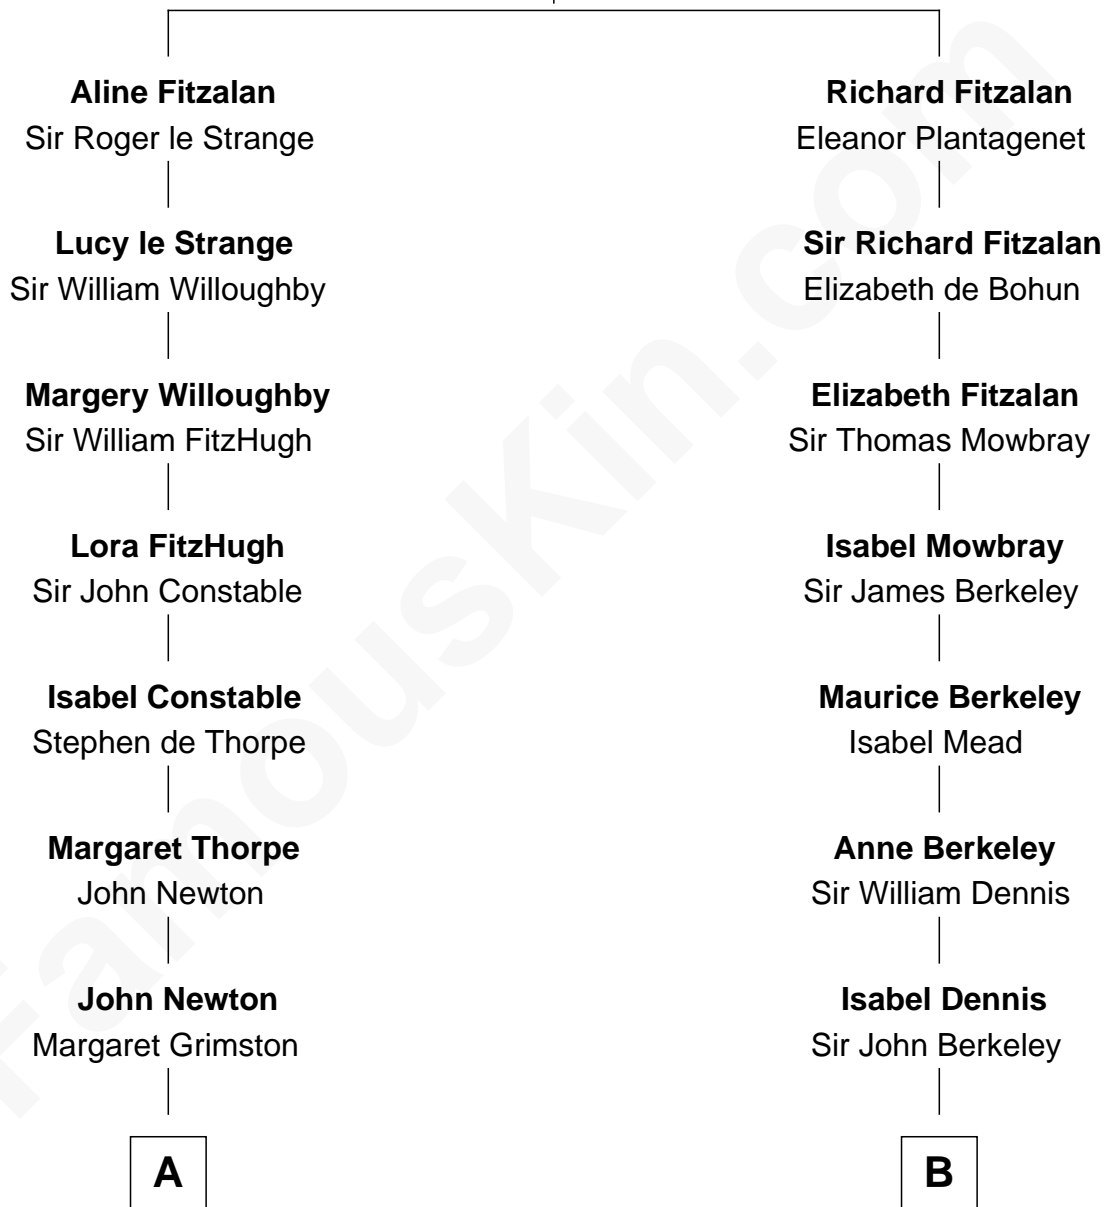 Aline Fitzalan
Sir Roger le Strange
Lucy le Strange
Sir William Willoughby
Margery Willoughby
Sir William FitzHugh
Lora FitzHugh
Sir John Constable
Isabel Constable
Stephen de Thorpe
Margaret Thorpe
John Newton
John Newton
Margaret Grimston
A
Richard Fitzalan
Eleanor Plantagenet
Sir Richard Fitzalan
Elizabeth de Bohun
Elizabeth Fitzalan
Sir Thomas Mowbray
Isabel Mowbray
Sir James Berkeley
Maurice Berkeley
Isabel Mead
Anne Berkeley
Sir William Dennis
Isabel Dennis
Sir John Berkeley
B
FamousKin.com